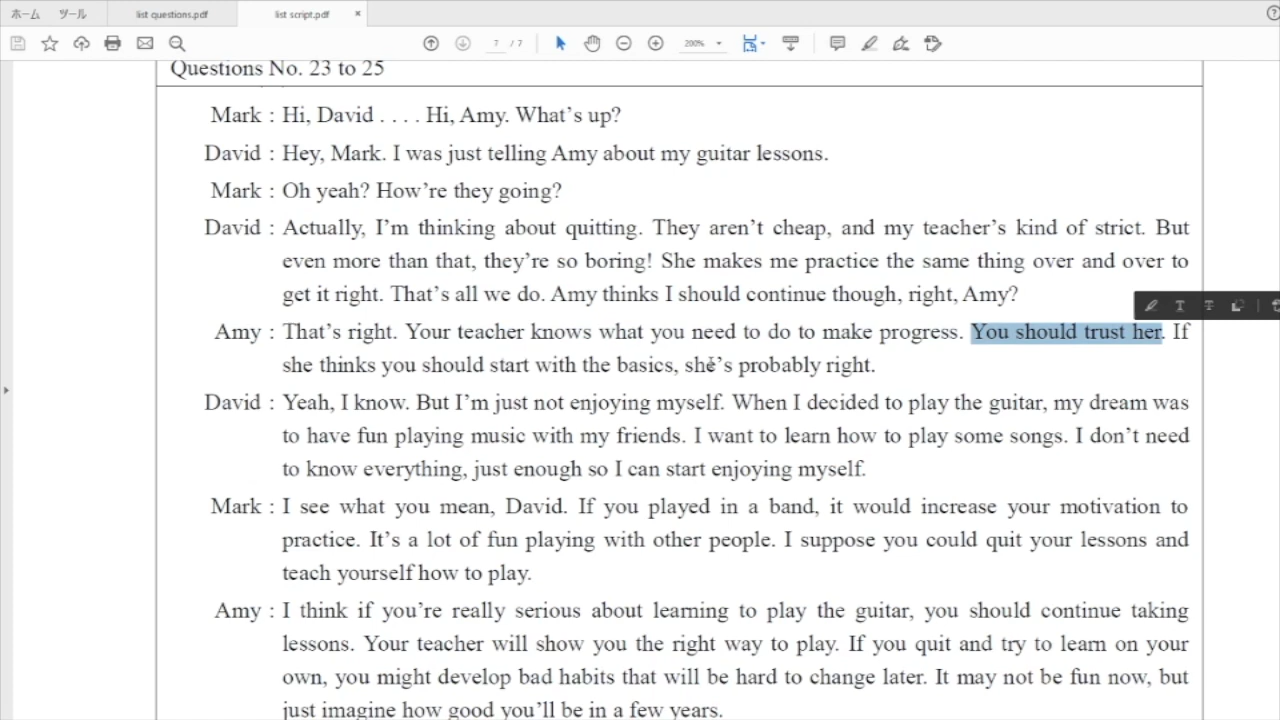 ホーム ツール list questions.pdf list script.pdf ×
7 / 7 200%
Questions No. 23 to 25
Mark : Hi, David . . . . Hi, Amy. What's up?
David : Hey, Mark. I was just telling Amy about my guitar lessons.
Mark : Oh yeah? How're they going?
David : Actually, I'm thinking about quitting. They aren't cheap, and my teacher's kind of strict. But
even more than that, they're so boring! She makes me practice the same thing over and over to
get it right. That's all we do. Amy thinks I should continue though, right, Amy?
Amy : That's right. Your teacher knows what you need to do to make progress. You should trust her. If
she thinks you should start with the basics, she's probably right.
David : Yeah, I know. But I'm just not enjoying myself. When I decided to play the guitar, my dream was
to have fun playing music with my friends. I want to learn how to play some songs. I don't need
to know everything, just enough so I can start enjoying myself.
Mark : I see what you mean, David. If you played in a band, it would increase your motivation to
practice. It's a lot of fun playing with other people. I suppose you could quit your lessons and
teach yourself how to play.
Amy : I think if you're really serious about learning to play the guitar, you should continue taking
lessons. Your teacher will show you the right way to play. If you quit and try to learn on your
own, you might develop bad habits that will be hard to change later. It may not be fun now, but
just imagine how good you'll be in a few years.